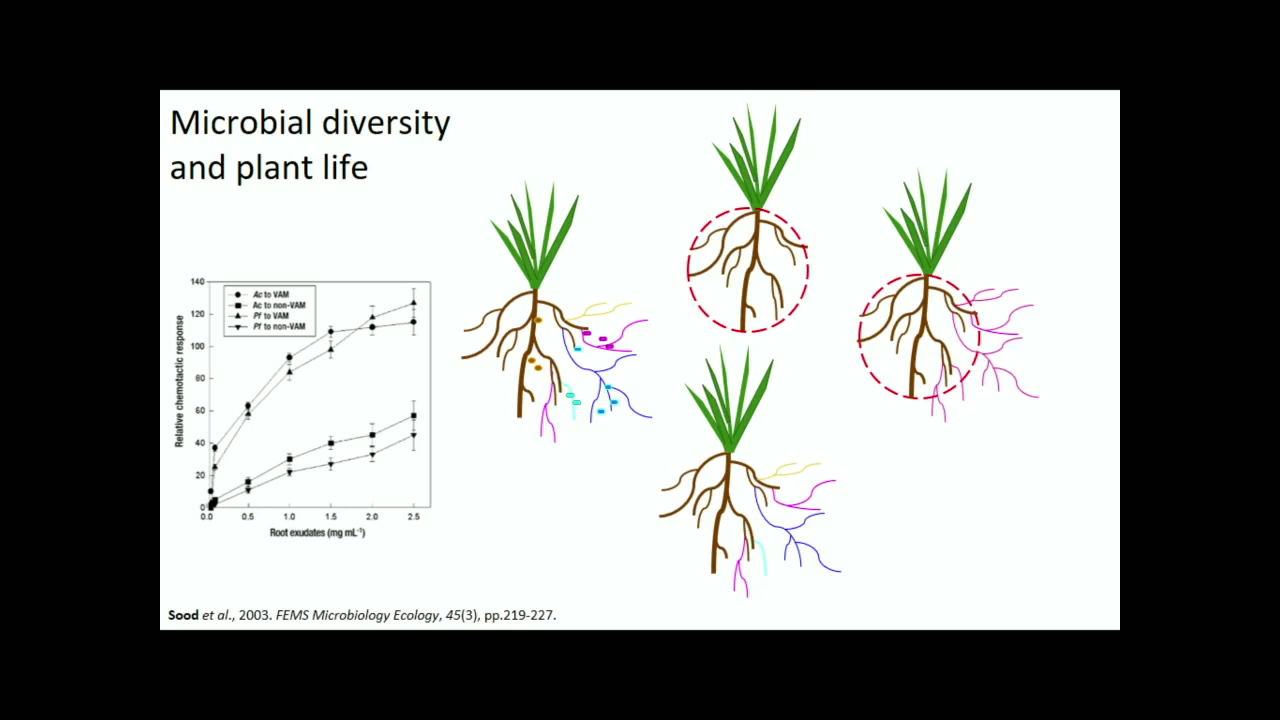 Microbial diversity
and plant life
Relative chemotactic response
140
120
100
80
60
40
20
0
Ac to VAM
Ac to non-VAM
Pf to VAM
Pf to non-VAM
0.0 0.5 1.0 1.5 2.0 2.5
Root exudates (mg mL⁻¹)
Sood et al., 2003. FEMS Microbiology Ecology, 45(3), pp.219-227.